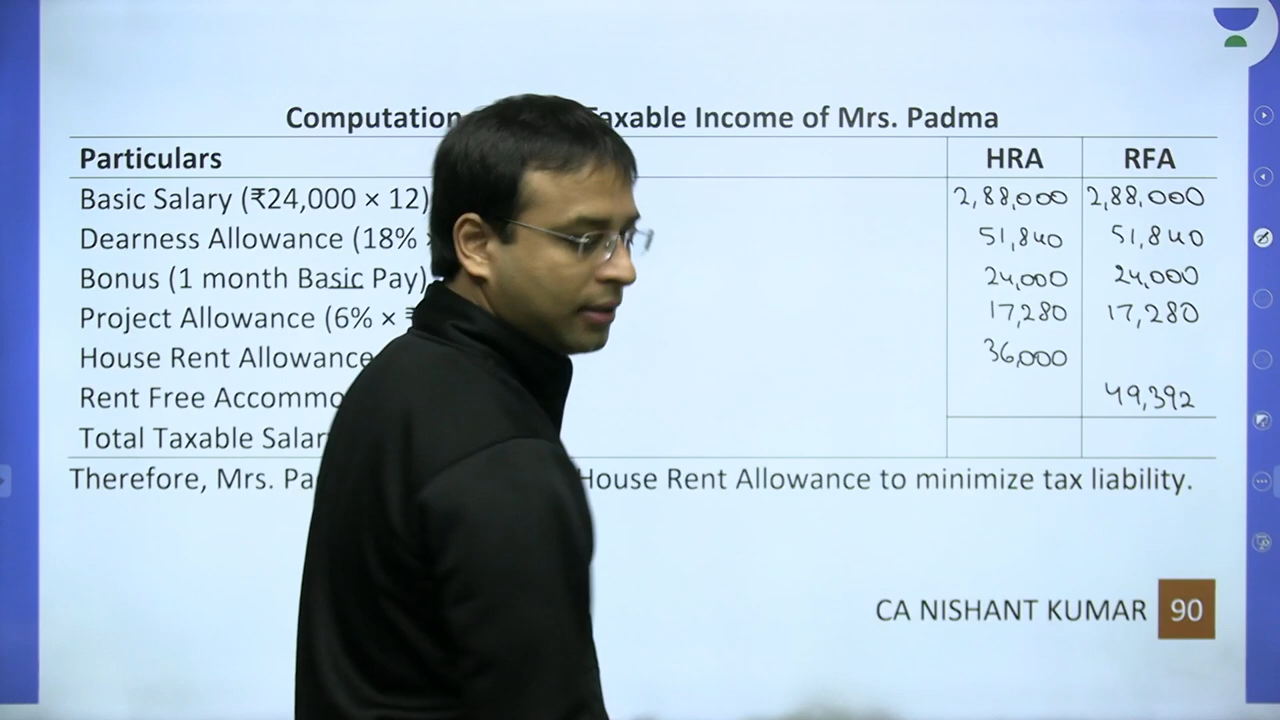 Computation Taxable Income of Mrs. Padma
Particulars HRA RFA
Basic Salary (₹24,000 × 12) 2,88,000 2,88,000
Dearness Allowance (18% 51,840 51,840
Bonus (1 month Basic Pay) 24,000 24,000
Project Allowance (6% × 17,280 17,280
House Rent Allowance 36,000
Rent Free Accommo 49,392
Total Taxable Salar
Therefore, Mrs. Pa House Rent Allowance to minimize tax liability.
CA NISHANT KUMAR 90